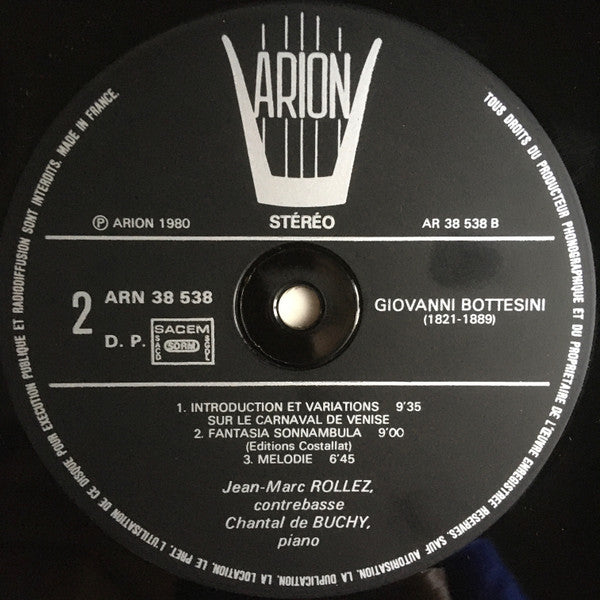 ARION
STÉRÉO
Ⓟ ARION 1980
AR 38 538 B
2
ARN 38 538
D. P.
SACEM
SACD
SDRM
SGDL
GIOVANNI BOTTESINI
(1821-1889)
1. INTRODUCTION ET VARIATIONS 9'35
SUR LE CARNAVAL DE VENISE
2. FANTASIA SONNAMBULA 9'00
(Editions Costallat)
3. MELODIE 6'45
Jean-Marc ROLLEZ,
contrebasse
Chantal de BUCHY,
piano
TOUS DROITS DU PRODUCTEUR PHONOGRAPHIQUE ET DU PROPRIETAIRE DE L'ŒUVRE ENREGISTREE RESERVES. SAUF AUTORISATION, LA DUPLICATION, LA LOCATION, LE PRET, L'UTILISATION DE CE DISQUE POUR EXECUTION PUBLIQUE ET RADIODIFFUSION SONT INTERDITS. MADE IN FRANCE.